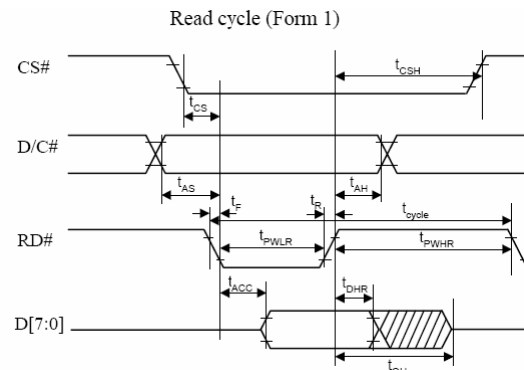 Read cycle (Form 1)
CS#
tCSH
tCS
D/C#
tAS
tF
tR
tAH
tcycle
RD#
tPWLR
tPWHR
tACC
tDHR
D[7:0]